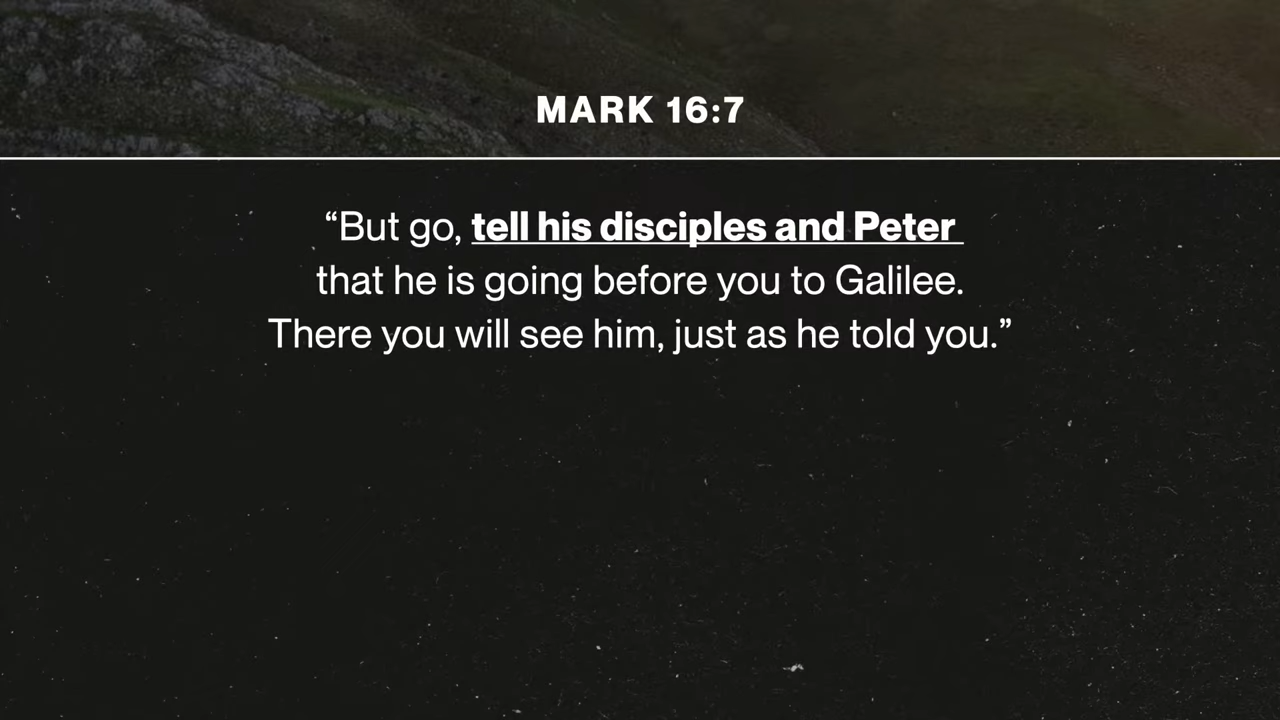 MARK 16:7
“But go, tell his disciples and Peter
that he is going before you to Galilee.
There you will see him, just as he told you.”